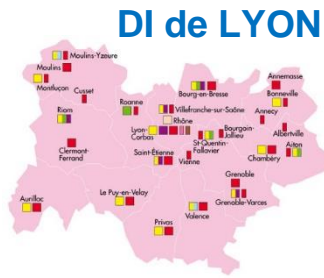 DI de LYON
Moulins-Yzeure
Moulins
Montluçon
Cusset
Riom
Roanne
Bourg-en-Bresse
Villefranche-sur-Saône
Rhône
Lyon-
Corbas
Clermont-
Ferrand
Saint-Étienne
Vienne
St-Quentin-
Fallavier
Bourgoin-
Jallieu
Annemasse
Bonneville
Annecy
Albertville
Aiton
Chambéry
Grenoble
Grenoble-Varces
Aurillac
Le Puy-en-Velay
Privas
Valence